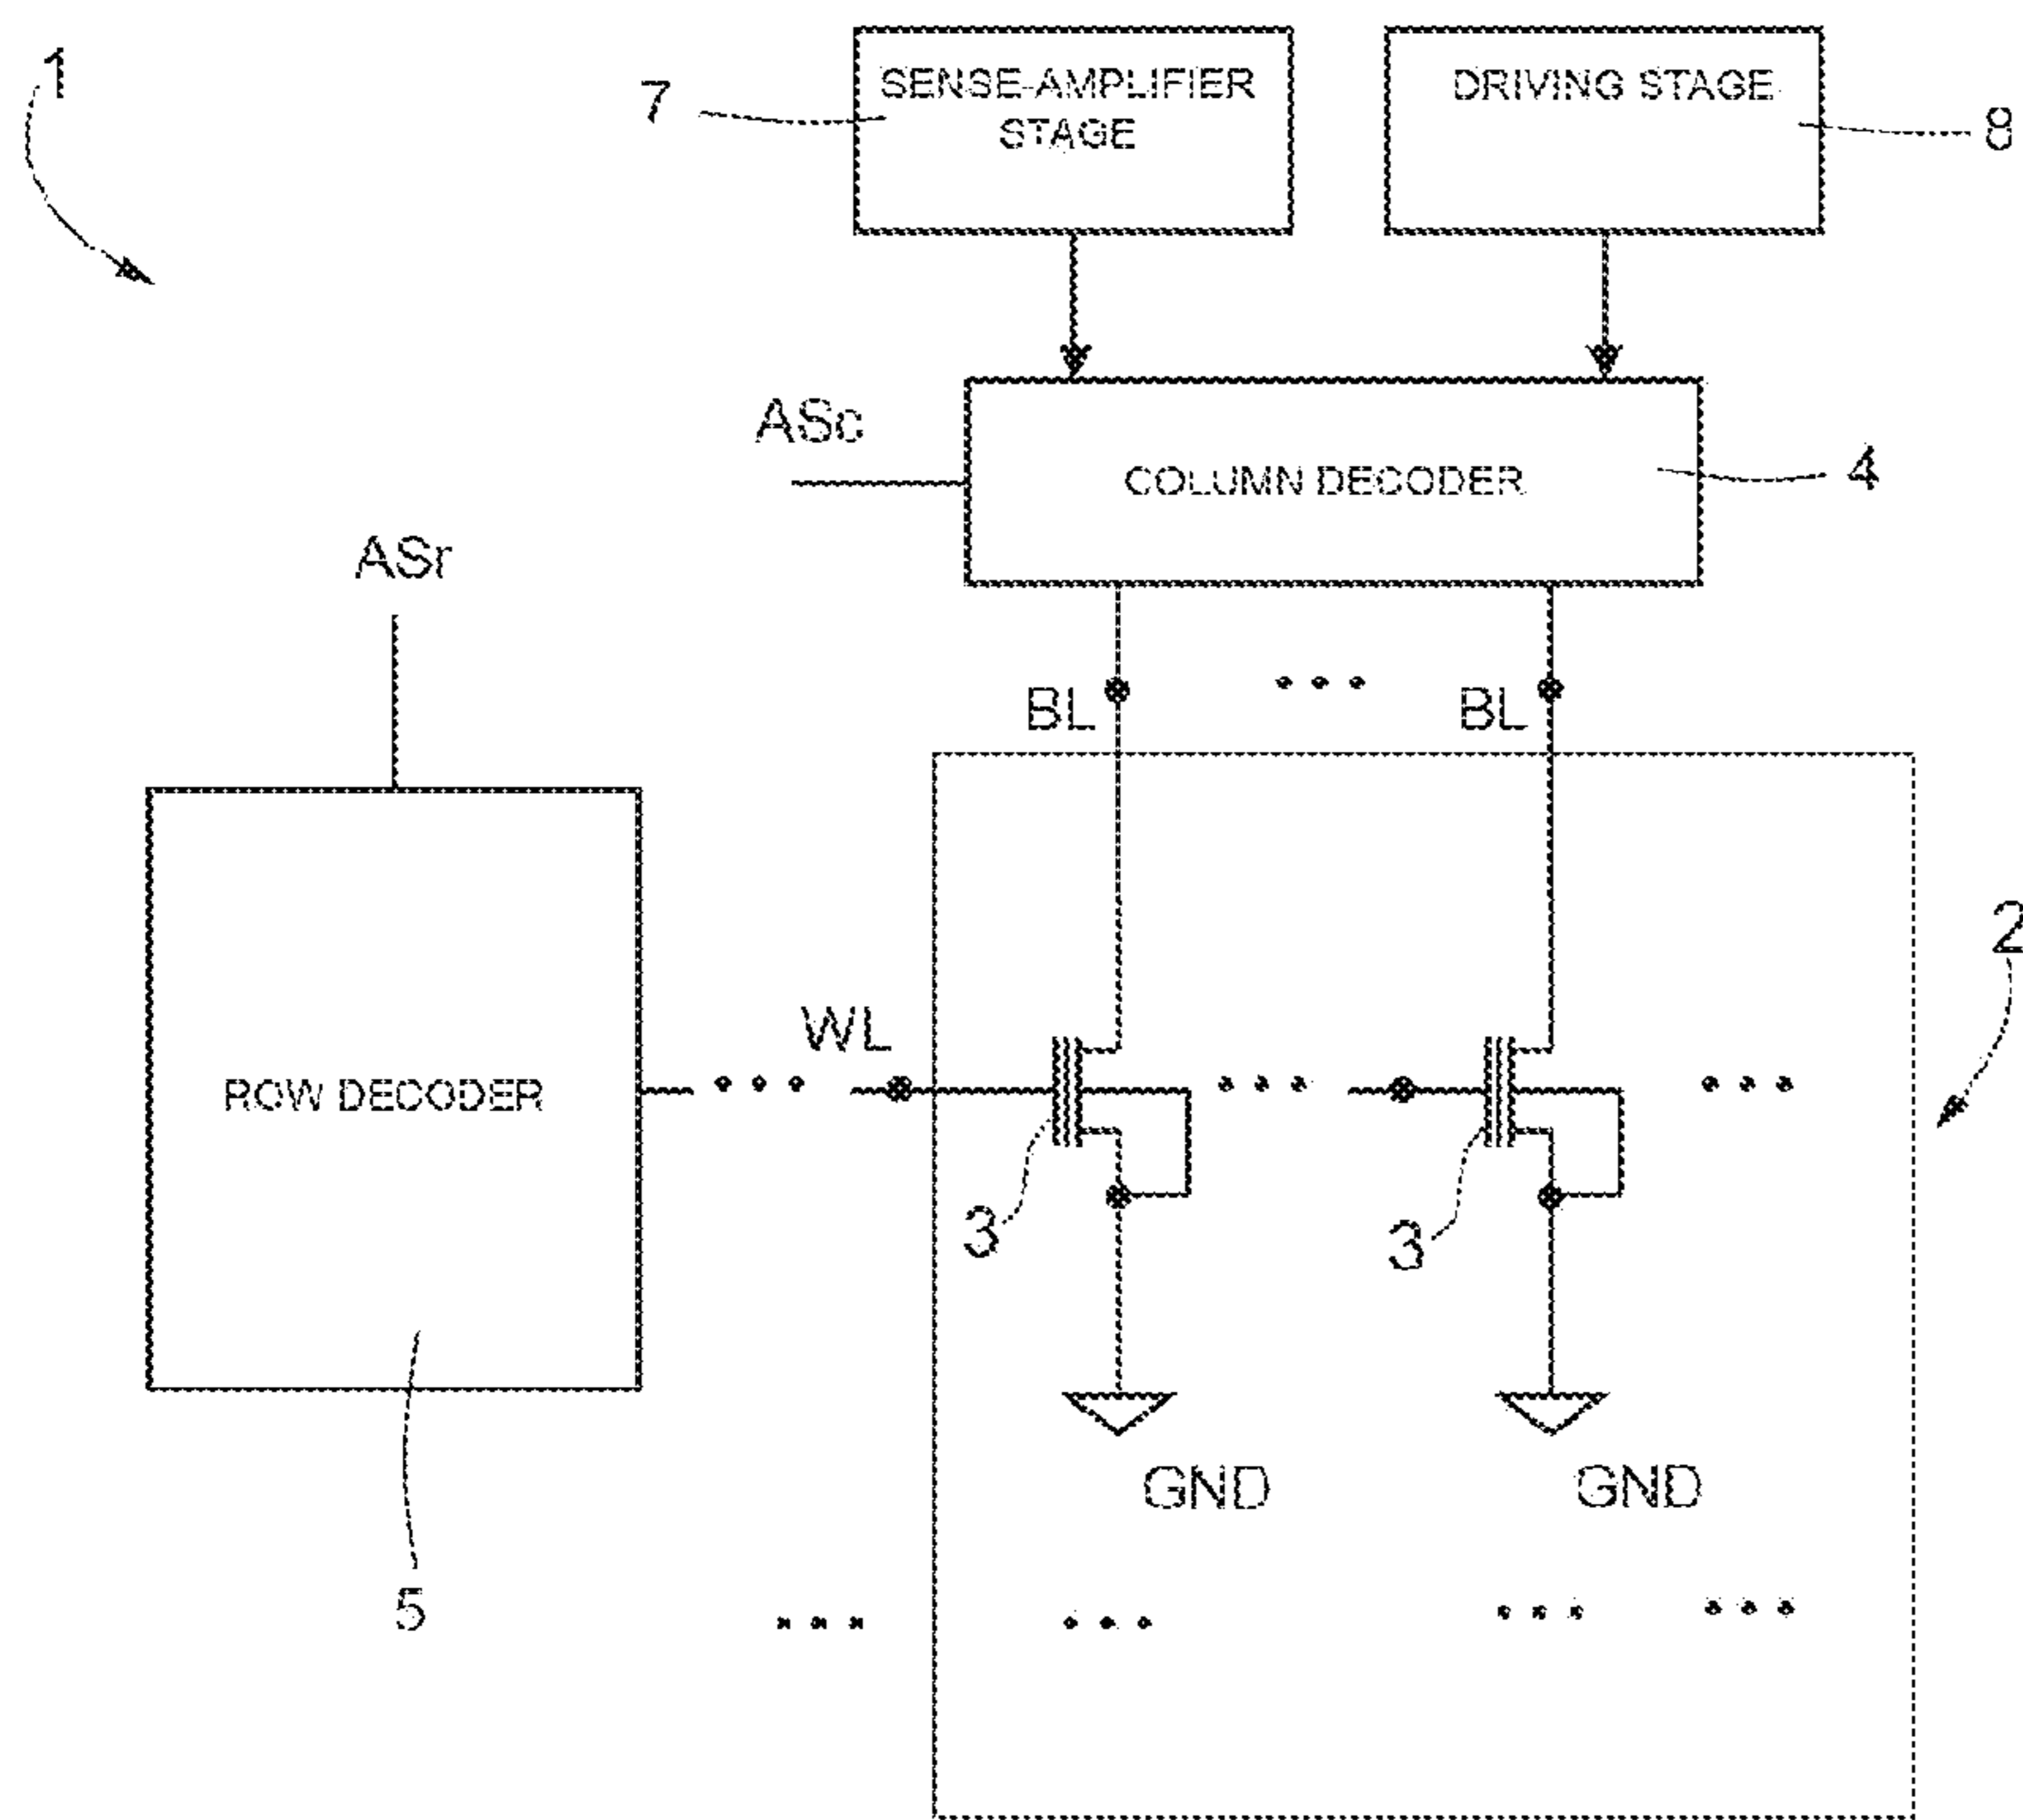 1
7
SENSE-AMPLIFIER
STAGE
DRIVING STAGE
8
ASc
COLUMN DECODER
4
ASr
BL
BL
2
WL
ROW DECODER
3
3
GND
GND
5